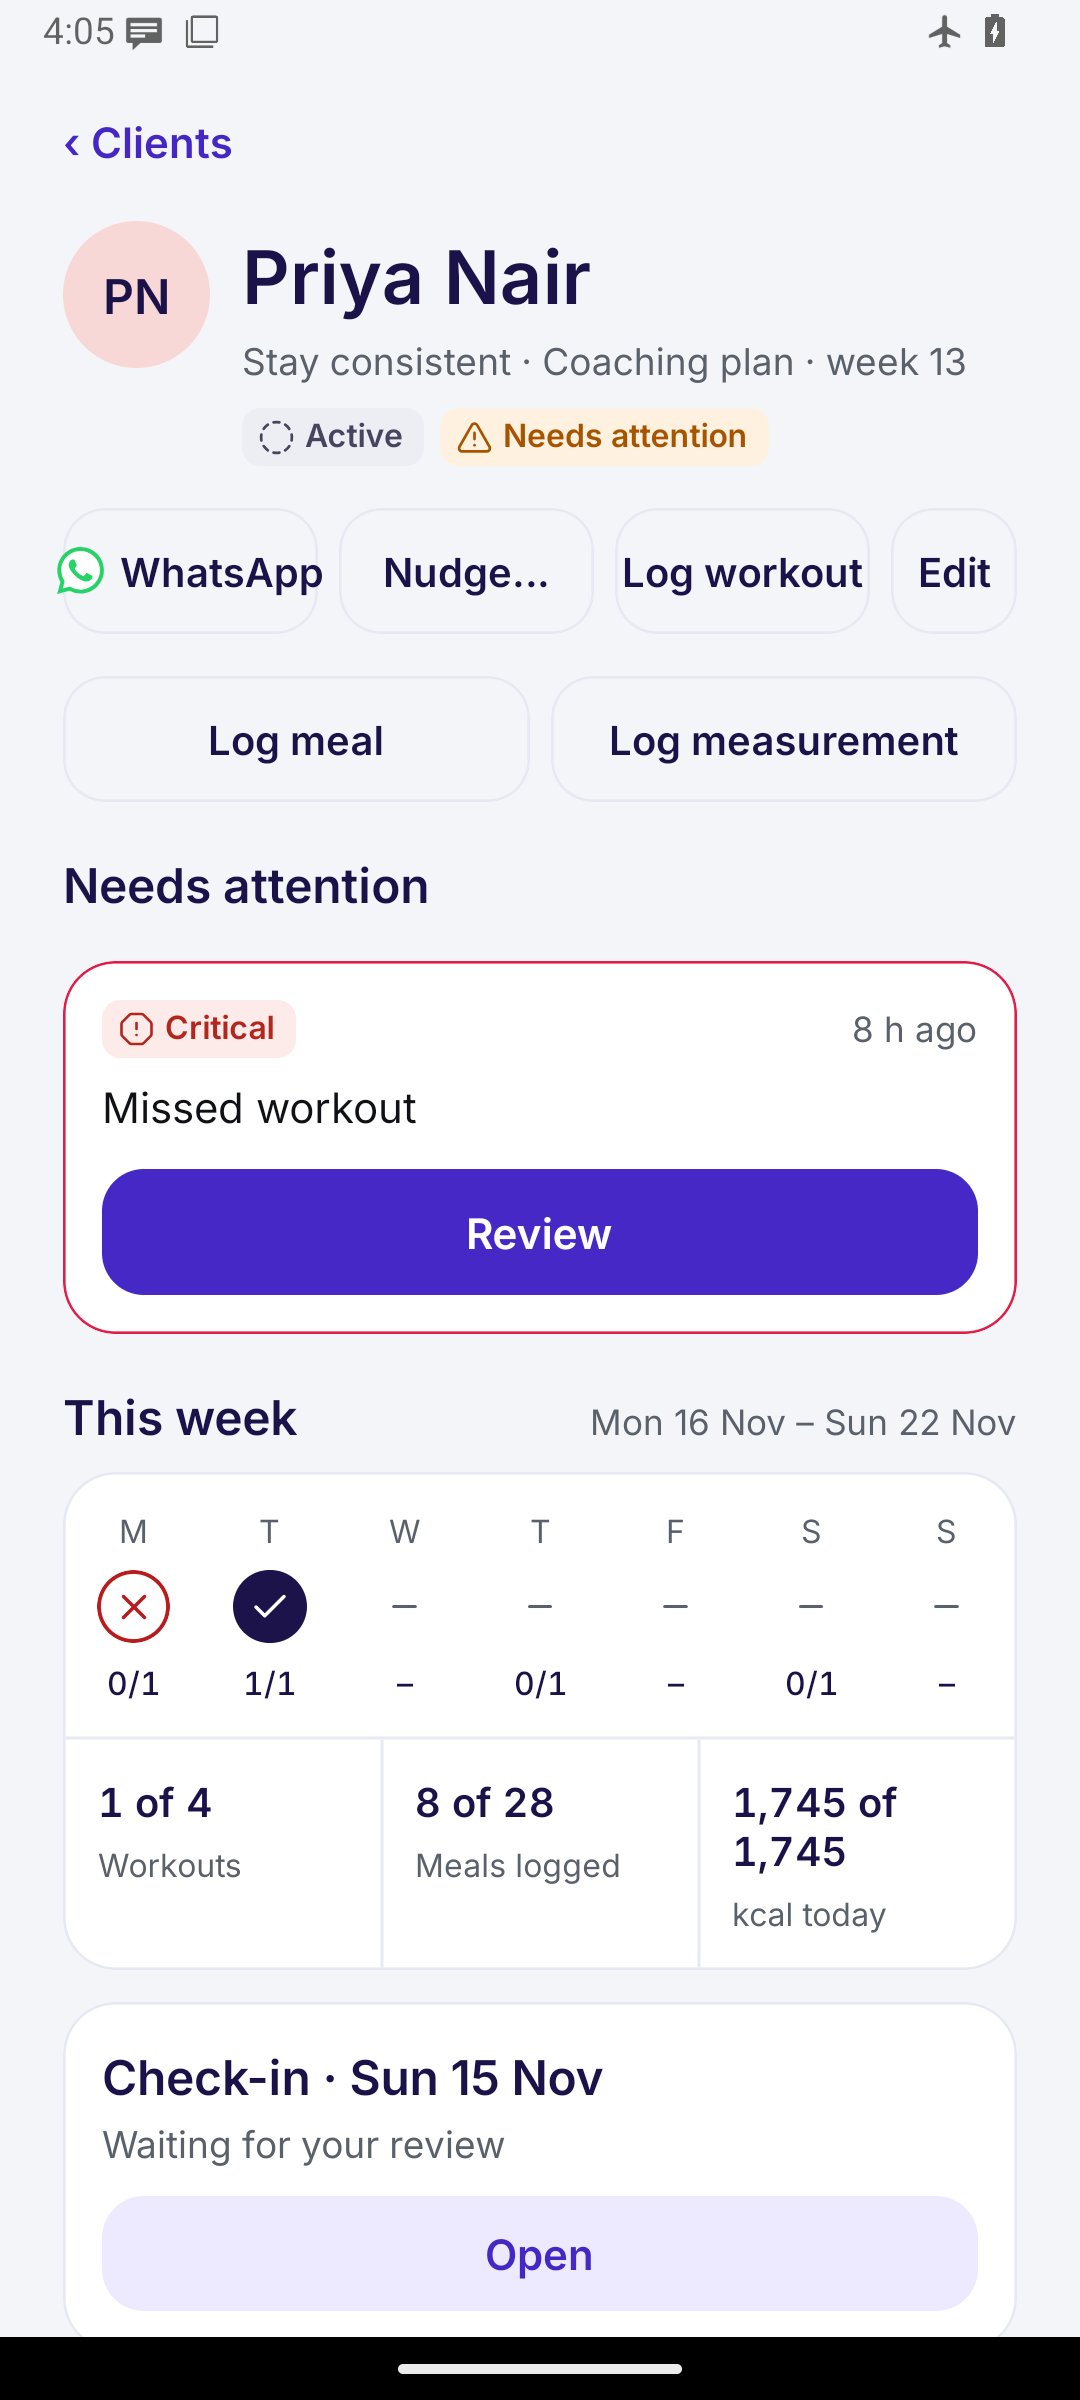 4:05
‹ Clients
PN
Priya Nair
Stay consistent · Coaching plan · week 13
Active
Needs attention
WhatsApp
Nudge...
Log workout
Edit
Log meal
Log measurement
Needs attention
Critical
8 h ago
Missed workout
Review
This week
Mon 16 Nov – Sun 22 Nov
M T W T F S S
– – – – –
0/1 1/1 – 0/1 – 0/1 –
1 of 4
Workouts
8 of 28
Meals logged
1,745 of
1,745
kcal today
Check-in · Sun 15 Nov
Waiting for your review
Open